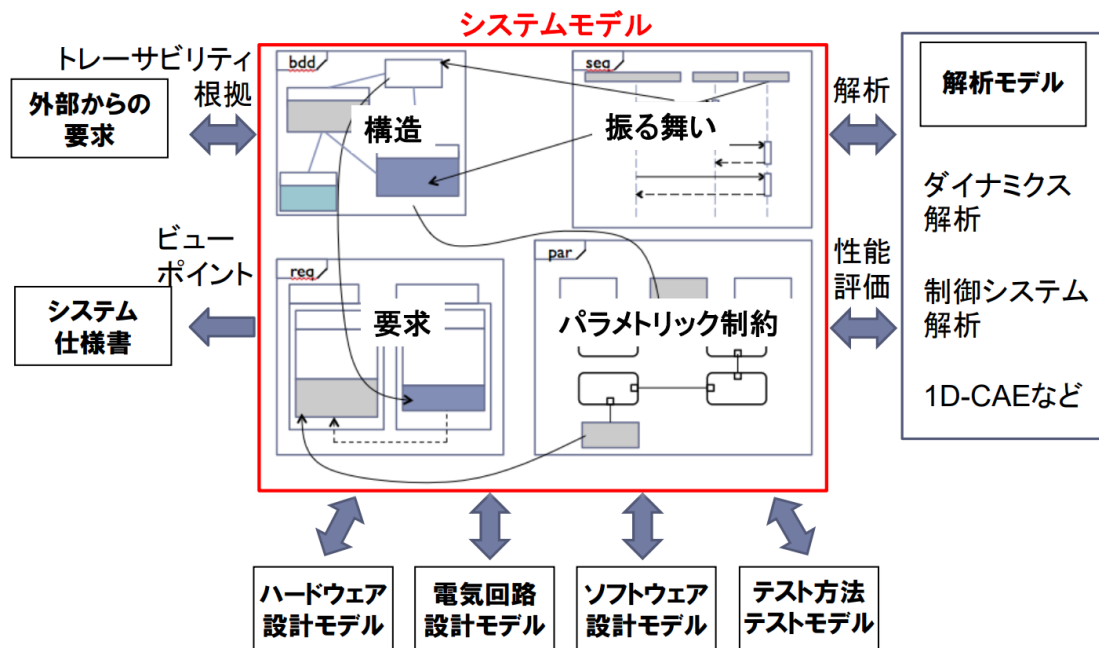 システムモデル
トレーサビリティ
根拠
外部からの
要求
ビュー
ポイント
システム
仕様書
bdd
構造
seq
振る舞い
req
要求
par
パラメトリック制約
解析
性能
評価
解析モデル
ダイナミクス
解析
制御システム
解析
1D-CAEなど
ハードウェア
設計モデル
電気回路
設計モデル
ソフトウェア
設計モデル
テスト方法
テストモデル